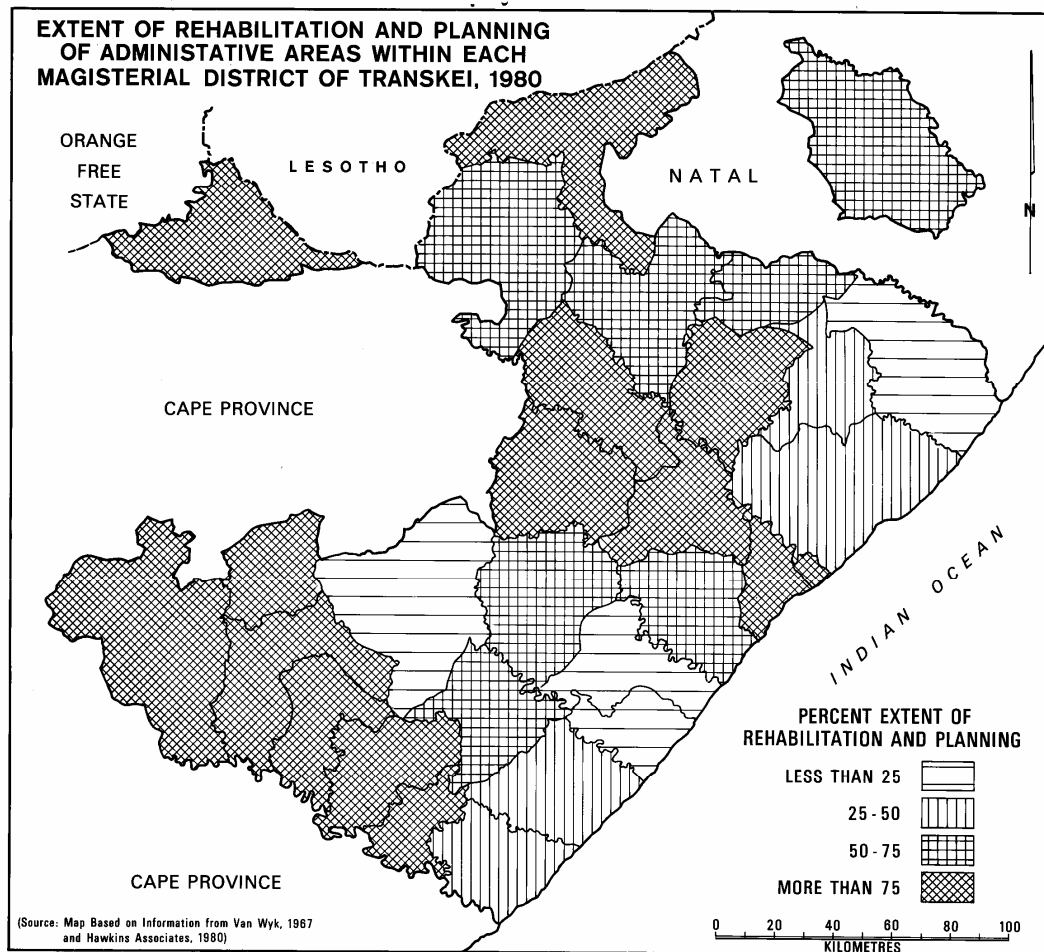 EXTENT OF REHABILITATION AND PLANNING
OF ADMINISTATIVE AREAS WITHIN EACH
MAGISTERIAL DISTRICT OF TRANSKEI, 1980
ORANGE
FREE
STATE
LESOTHO
NATAL
N
CAPE PROVINCE
INDIAN OCEAN
PERCENT EXTENT OF
REHABILITATION AND PLANNING
LESS THAN 25
25-50
50-75
MORE THAN 75
CAPE PROVINCE
(Source: Map Based on Information from Van Wyk, 1967
and Hawkins Associates, 1980)
0 20 40 60 80 100
KILOMETRES